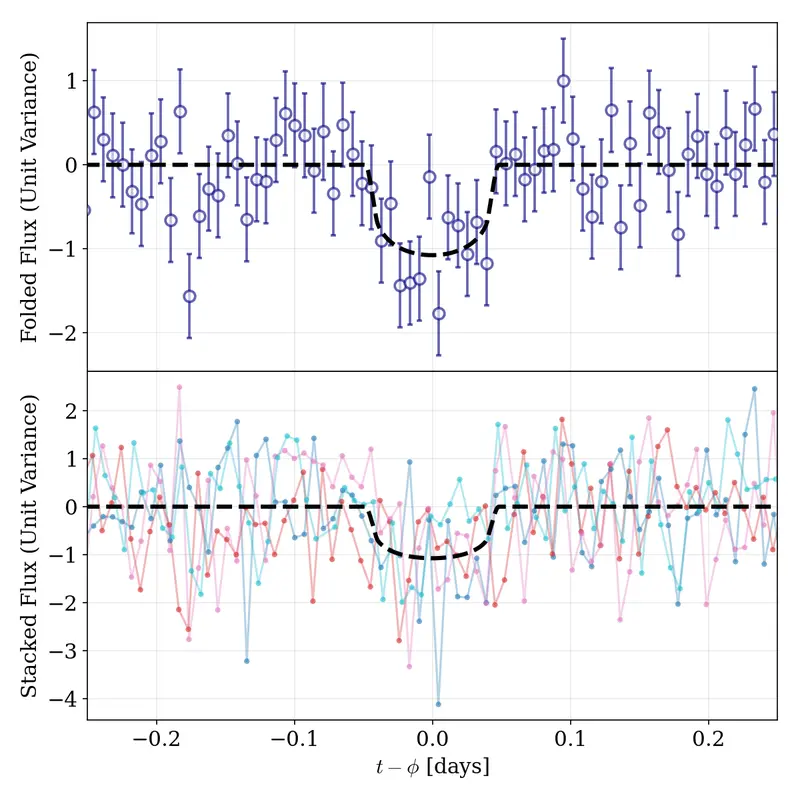 Folded Flux (Unit Variance)
1
0
−1
−2
Stacked Flux (Unit Variance)
2
1
0
−1
−2
−3
−4
−0.2 −0.1 0.0 0.1 0.2
t − ϕ [days]